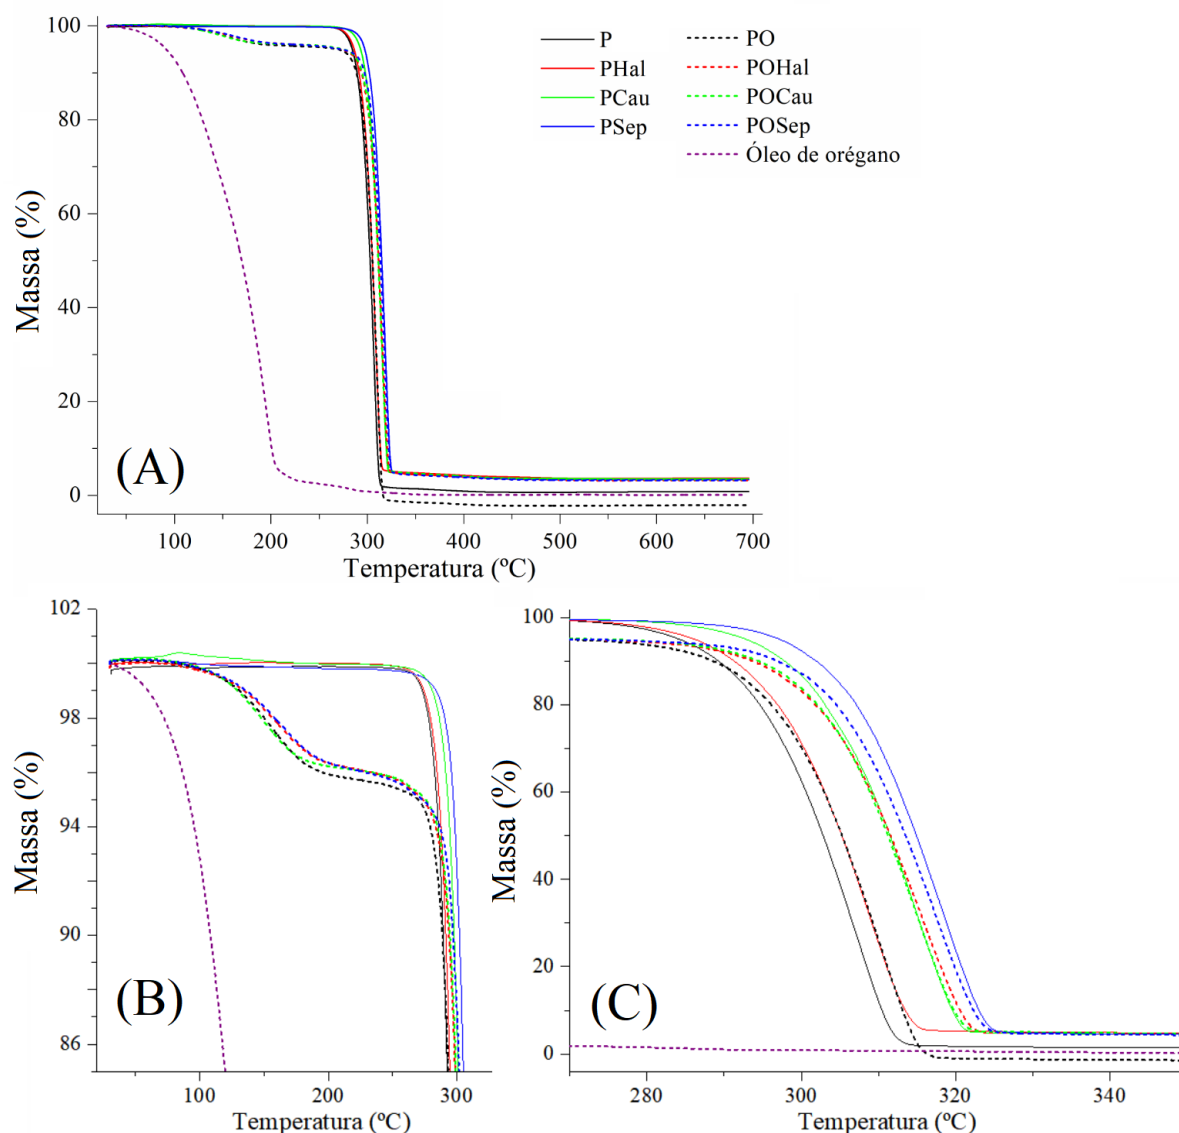 100
80
60
40
20
0
Massa (%)
P
PHal
PCau
PSep
PO
POHal
POCau
POSep
Óleo de orégano
(A)
100 200 300 400 500 600 700
Temperatura (ºC)
102
98
94
90
86
Massa (%)
(B)
100 200 300
Temperatura (ºC)
100
80
60
40
20
0
Massa (%)
(C)
280 300 320 340
Temperatura (ºC)